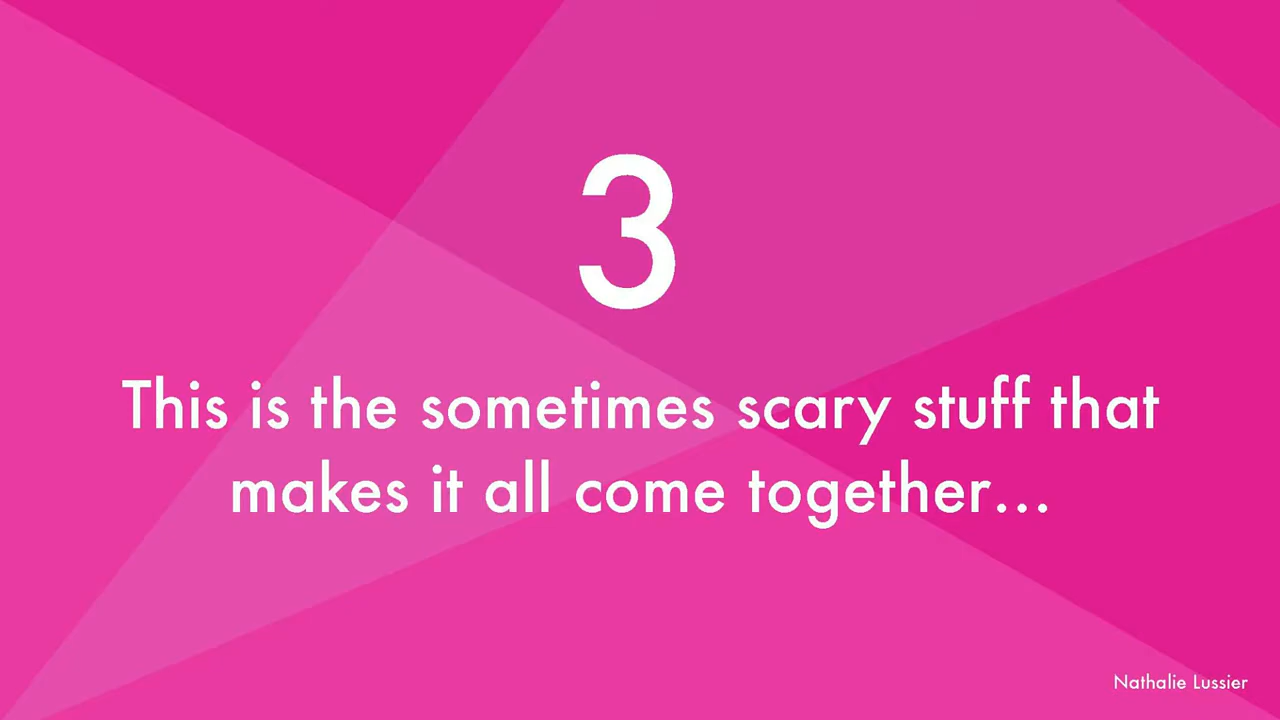 3
This is the sometimes scary stuff that
makes it all come together...
Nathalie Lussier